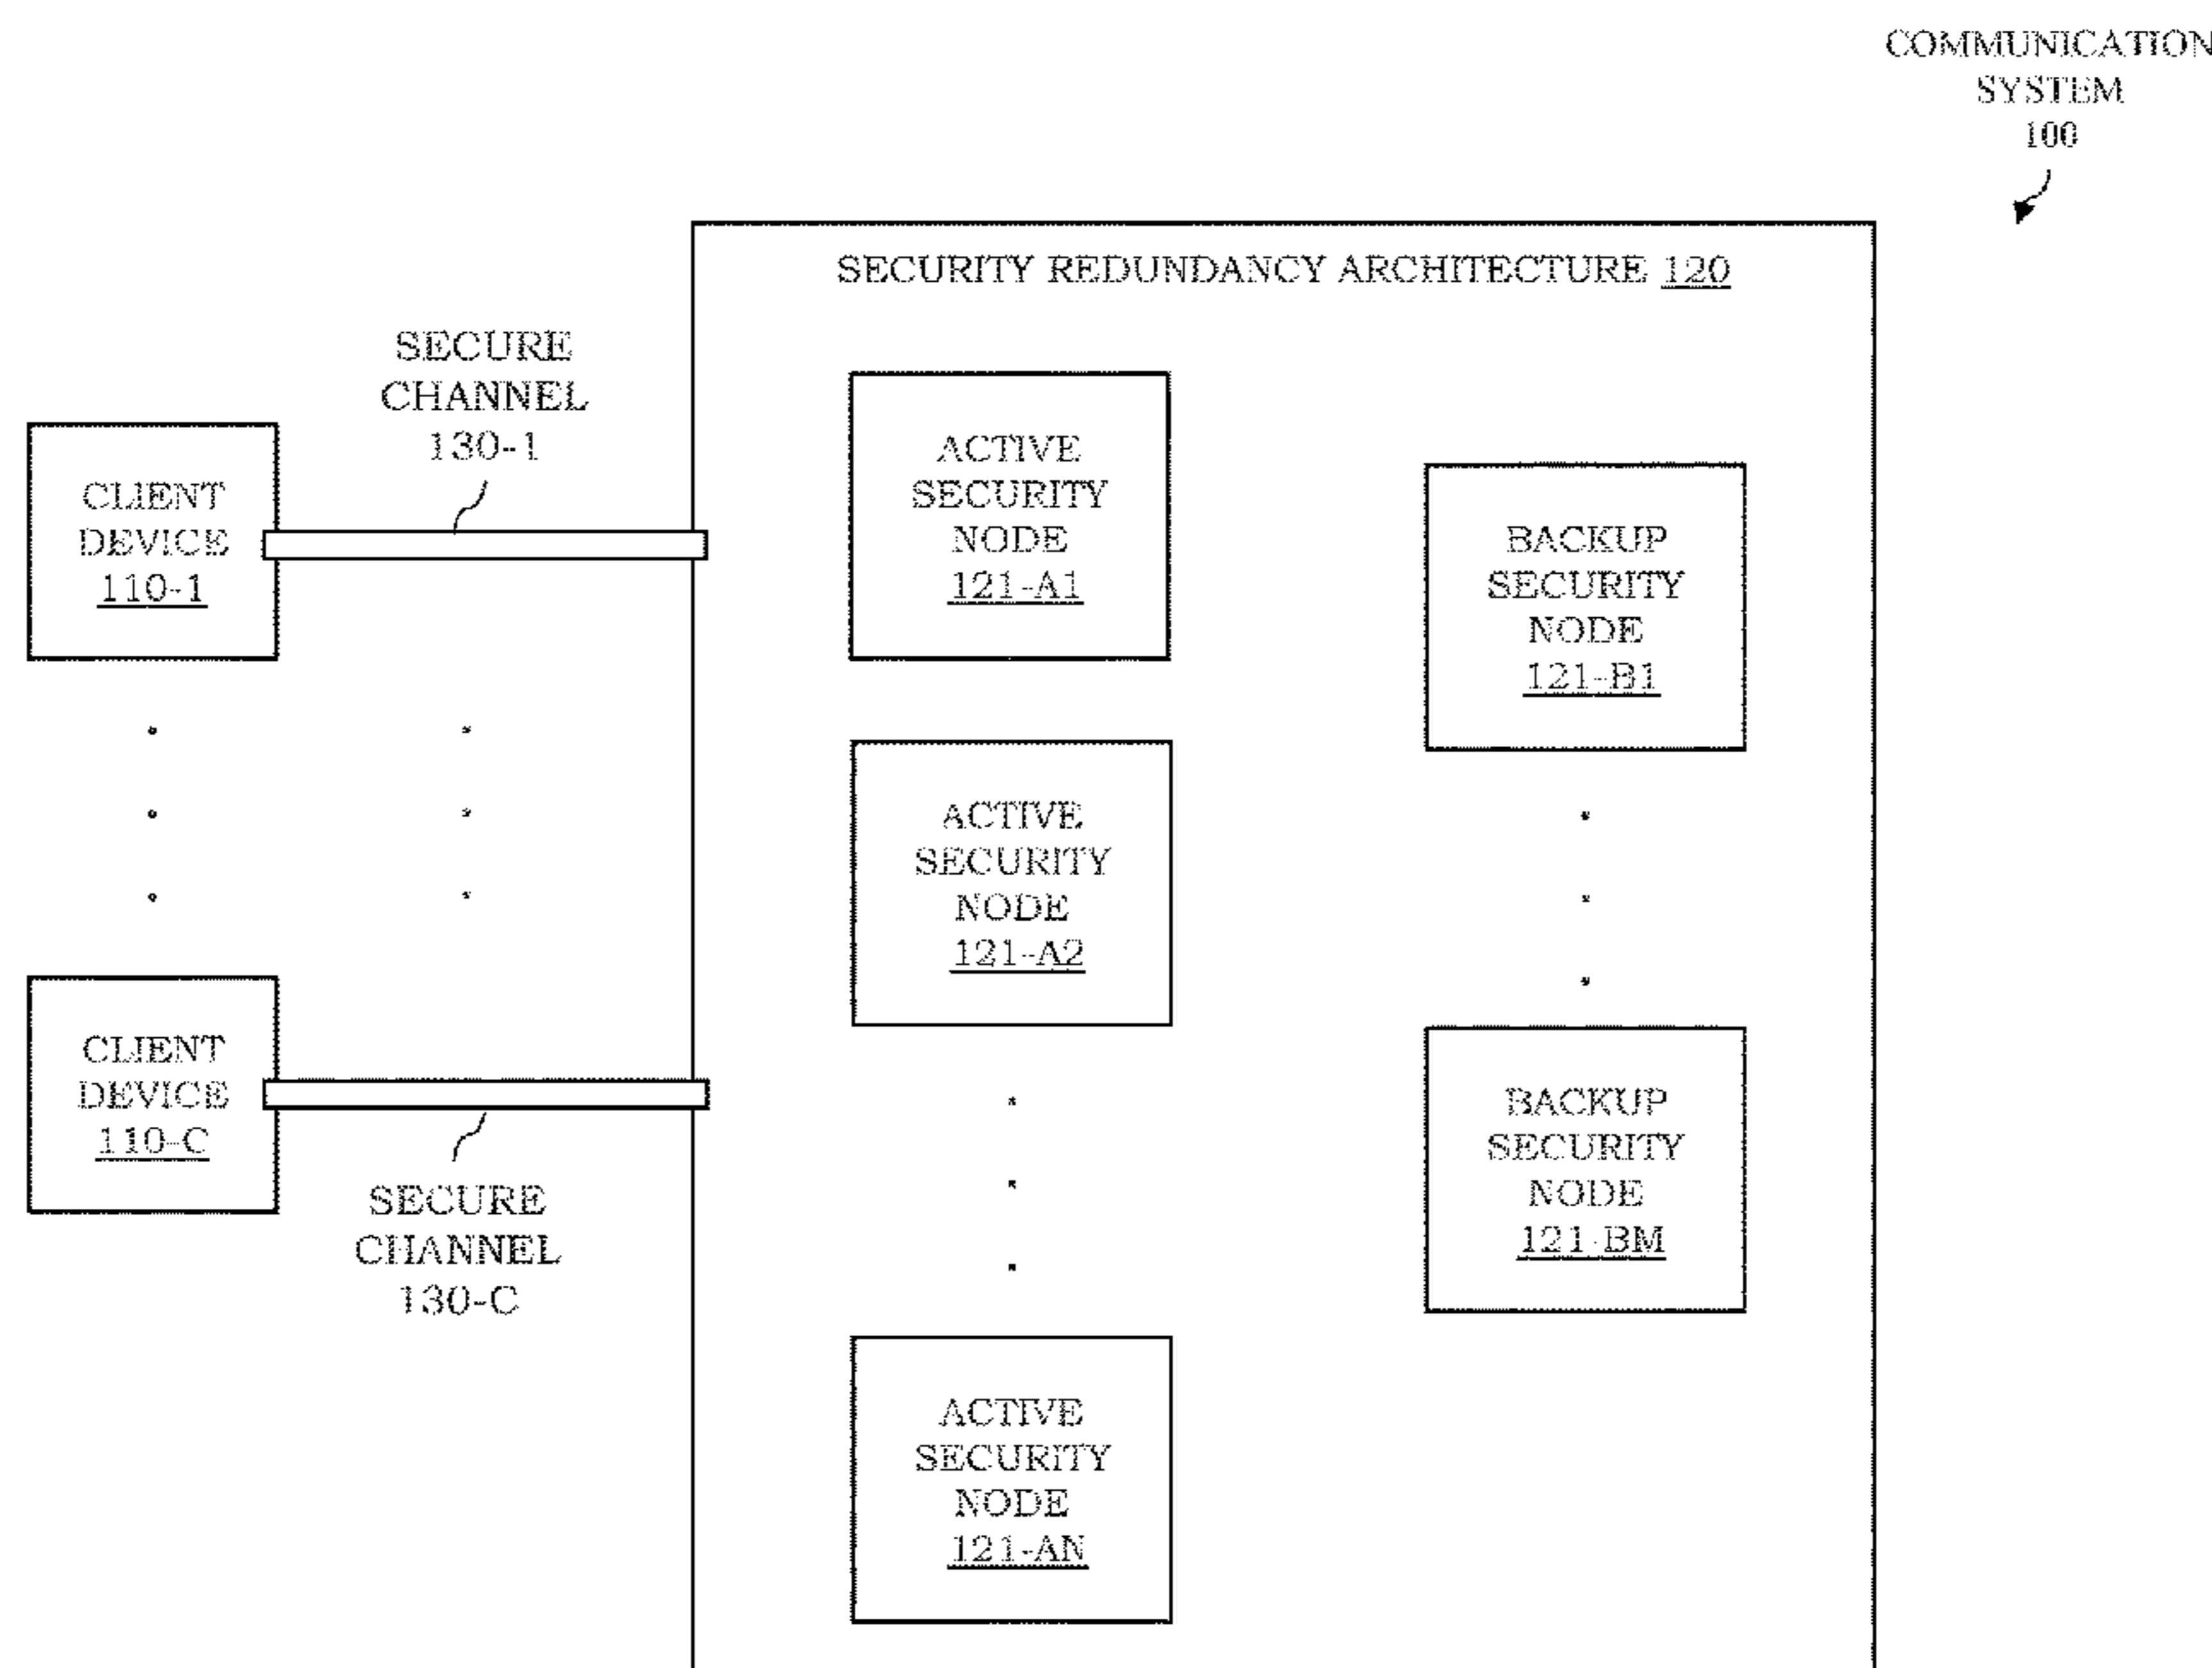 COMMUNICATION
SYSTEM
100
SECURITY REDUNDANCY ARCHITECTURE 120
SECURE
CHANNEL
130-1
CLIENT
DEVICE
110-1
ACTIVE
SECURITY
NODE
121-A1
BACKUP
SECURITY
NODE
121-B1
ACTIVE
SECURITY
NODE
121-A2
CLIENT
DEVICE
110-C
SECURE
CHANNEL
130-C
BACKUP
SECURITY
NODE
121-BM
ACTIVE
SECURITY
NODE
121-AN